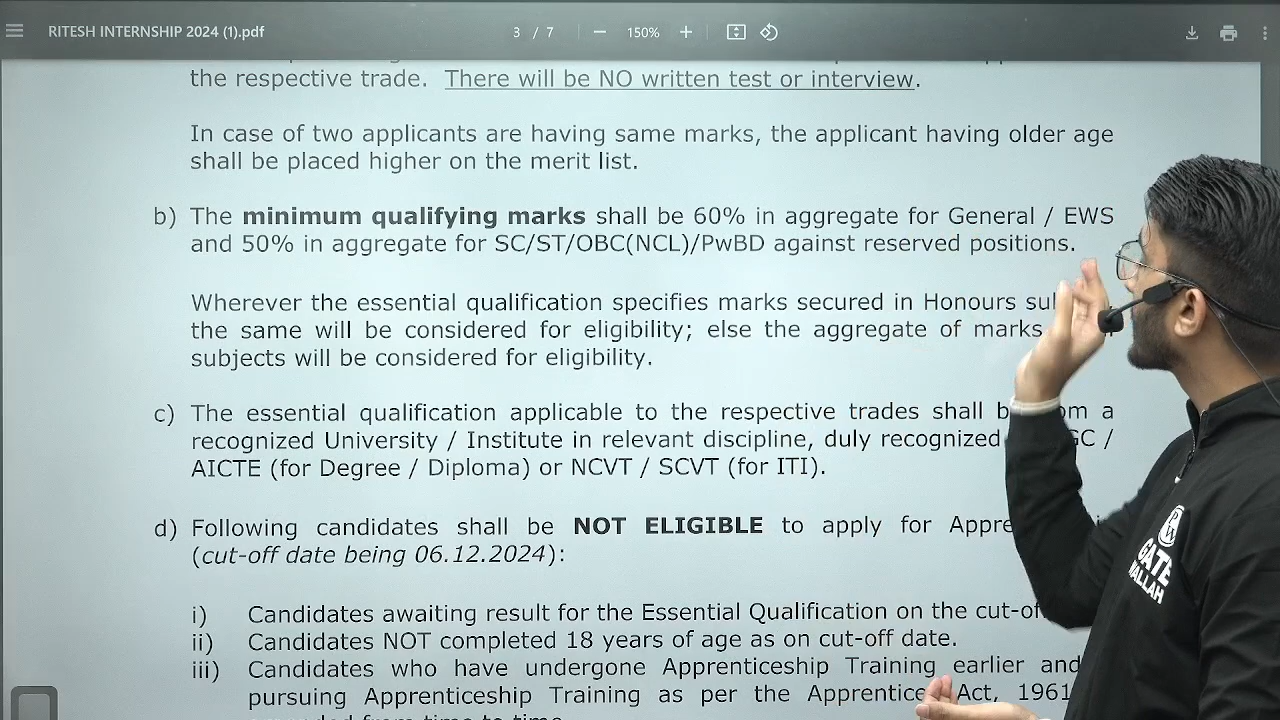 RITESH INTERNSHIP 2024 (1).pdf
3 / 7
150%
the respective trade. There will be NO written test or interview.
In case of two applicants are having same marks, the applicant having older age
shall be placed higher on the merit list.
b) The minimum qualifying marks shall be 60% in aggregate for General / EWS
and 50% in aggregate for SC/ST/OBC(NCL)/PwBD against reserved positions.
Wherever the essential qualification specifies marks secured in Honours
the same will be considered for eligibility; else the aggregate of marks
subjects will be considered for eligibility.
c) The essential qualification applicable to the respective trades shall a
recognized University / Institute in relevant discipline, duly recognized /
AICTE (for Degree / Diploma) or NCVT / SCVT (for ITI).
d) Following candidates shall be NOT ELIGIBLE to apply for
(cut-off date being 06.12.2024):
i) Candidates awaiting result for the Essential Qualification on the
ii) Candidates NOT completed 18 years of age as on cut-off date.
iii) Candidates who have undergone Apprenticeship Training earlier and
pursuing Apprenticeship Training as per the Act, 1961
GATE
WALLAH